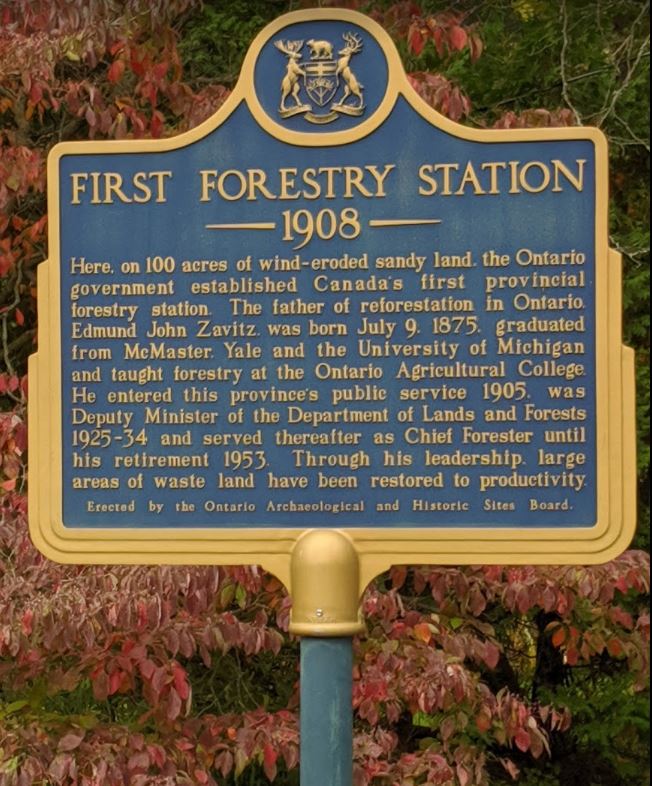 FIRST FORESTRY STATION
1908
Here, on 100 acres of wind-eroded sandy land, the Ontario
government established Canada's first provincial
forestry station. The father of reforestation in Ontario,
Edmund John Zavitz, was born July 9, 1875, graduated
from McMaster, Yale and the University of Michigan
and taught forestry at the Ontario Agricultural College.
He entered this province's public service 1905, was
Deputy Minister of the Department of Lands and Forests
1925-34 and served thereafter as Chief Forester until
his retirement 1953. Through his leadership, large
areas of waste land have been restored to productivity.
Erected by the Ontario Archaeological and Historic Sites Board.